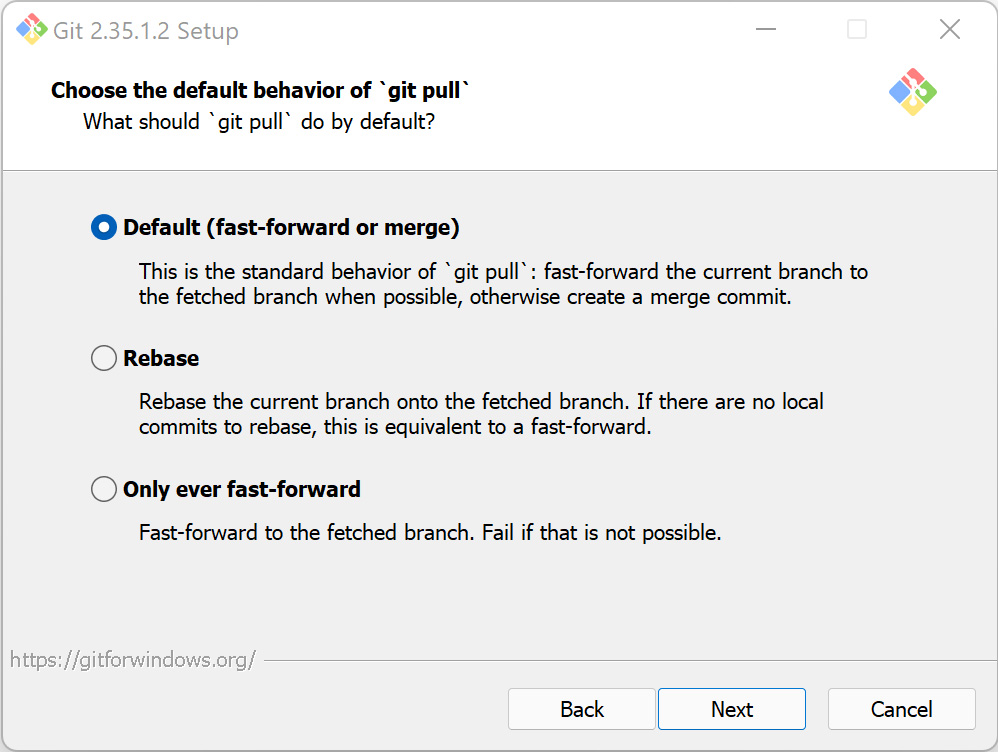 Git 2.35.1.2 Setup
Choose the default behavior of `git pull`
What should `git pull` do by default?
Default (fast-forward or merge)
This is the standard behavior of `git pull`: fast-forward the current branch to
the fetched branch when possible, otherwise create a merge commit.
Rebase
Rebase the current branch onto the fetched branch. If there are no local
commits to rebase, this is equivalent to a fast-forward.
Only ever fast-forward
Fast-forward to the fetched branch. Fail if that is not possible.
https://gitforwindows.org/
Back Next Cancel